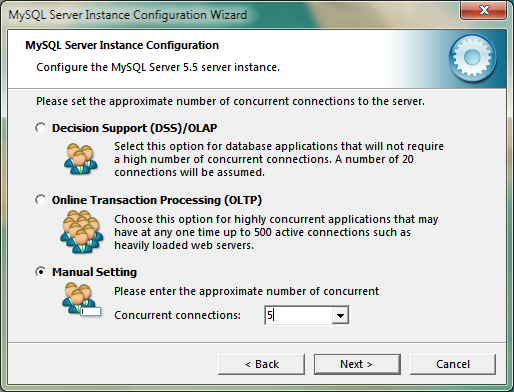 MySQL Server Instance Configuration Wizard
MySQL Server Instance Configuration
Configure the MySQL Server 5.5 server instance.
Please set the approximate number of concurrent connections to the server.
Decision Support (DSS)/OLAP
Select this option for database applications that will not require
a high number of concurrent connections. A number of 20
connections will be assumed.
Online Transaction Processing (OLTP)
Choose this option for highly concurrent applications that may
have at any one time up to 500 active connections such as
heavily loaded web servers.
Manual Setting
Please enter the approximate number of concurrent
Concurrent connections: 5
< Back Next > Cancel